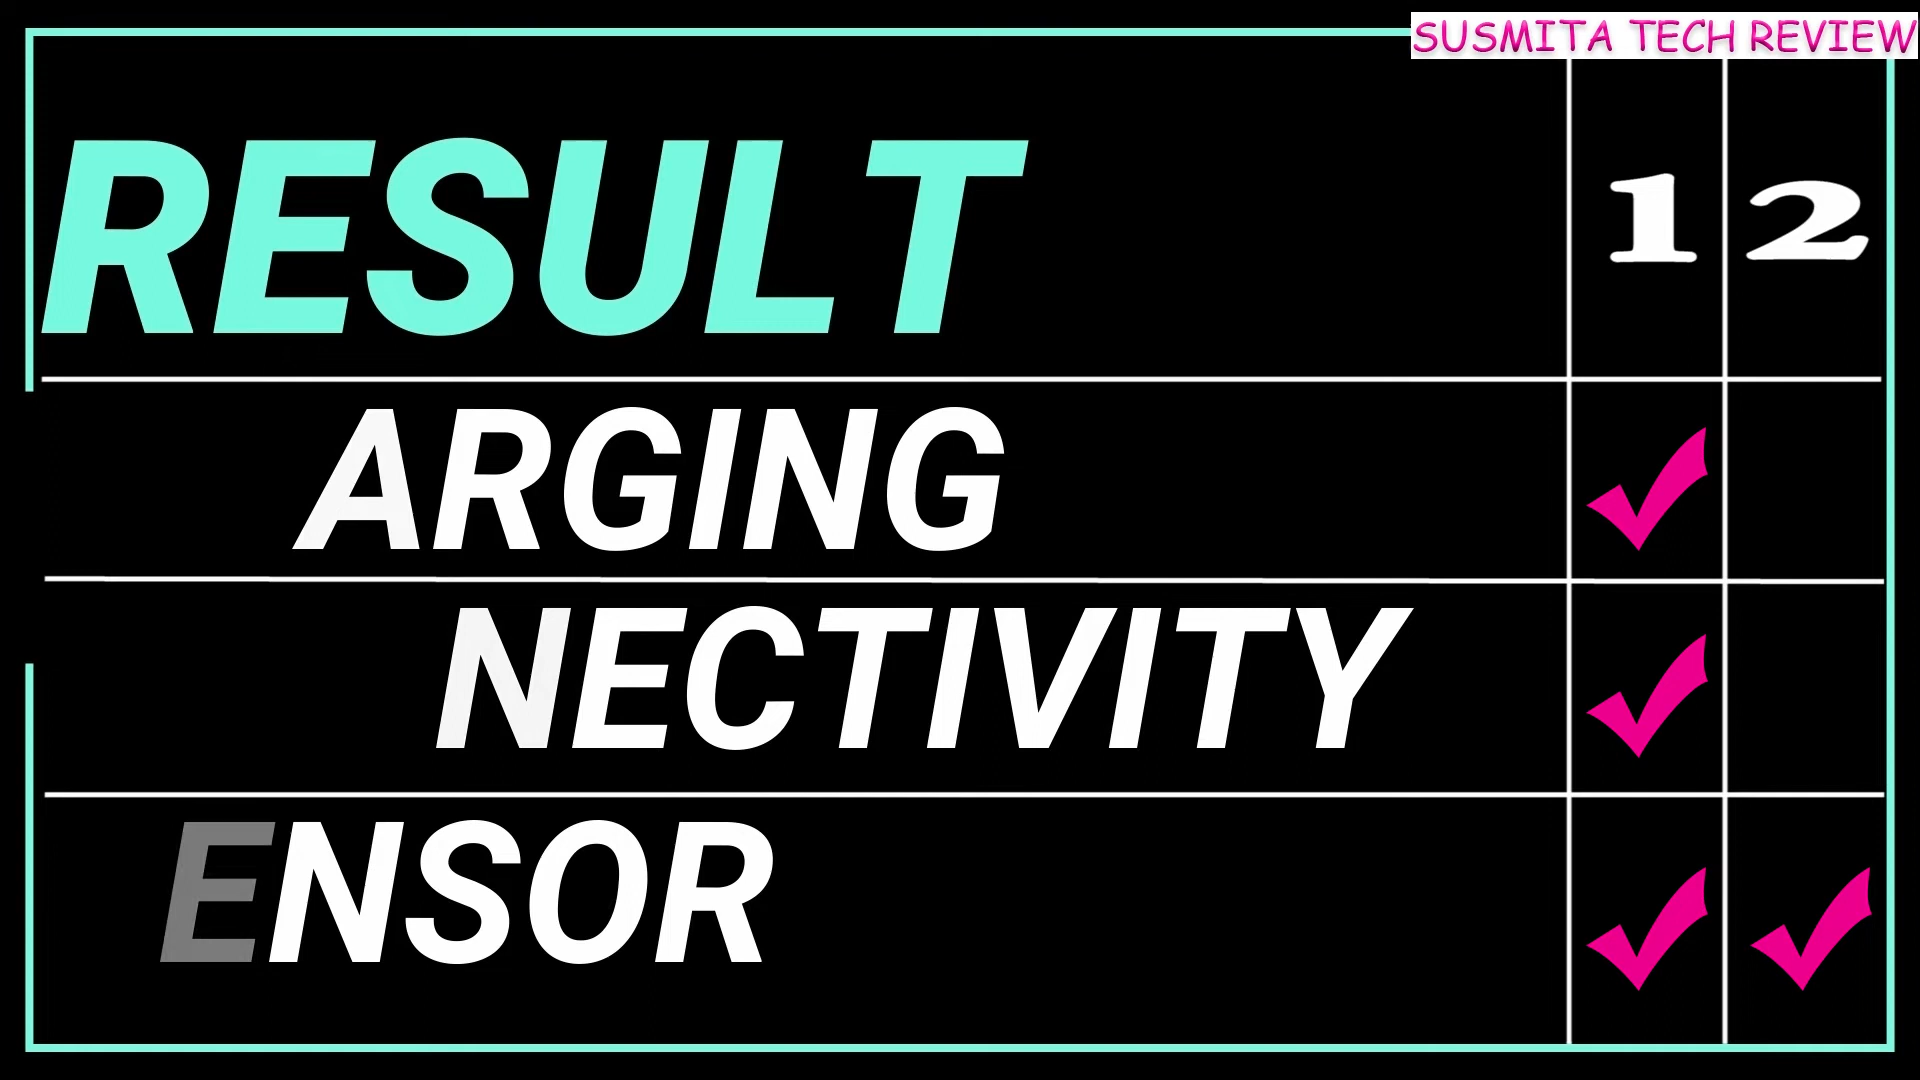 SUSMITA TECH REVIEW
RESULT 1 2
ARGING
NECTIVITY
ENSOR